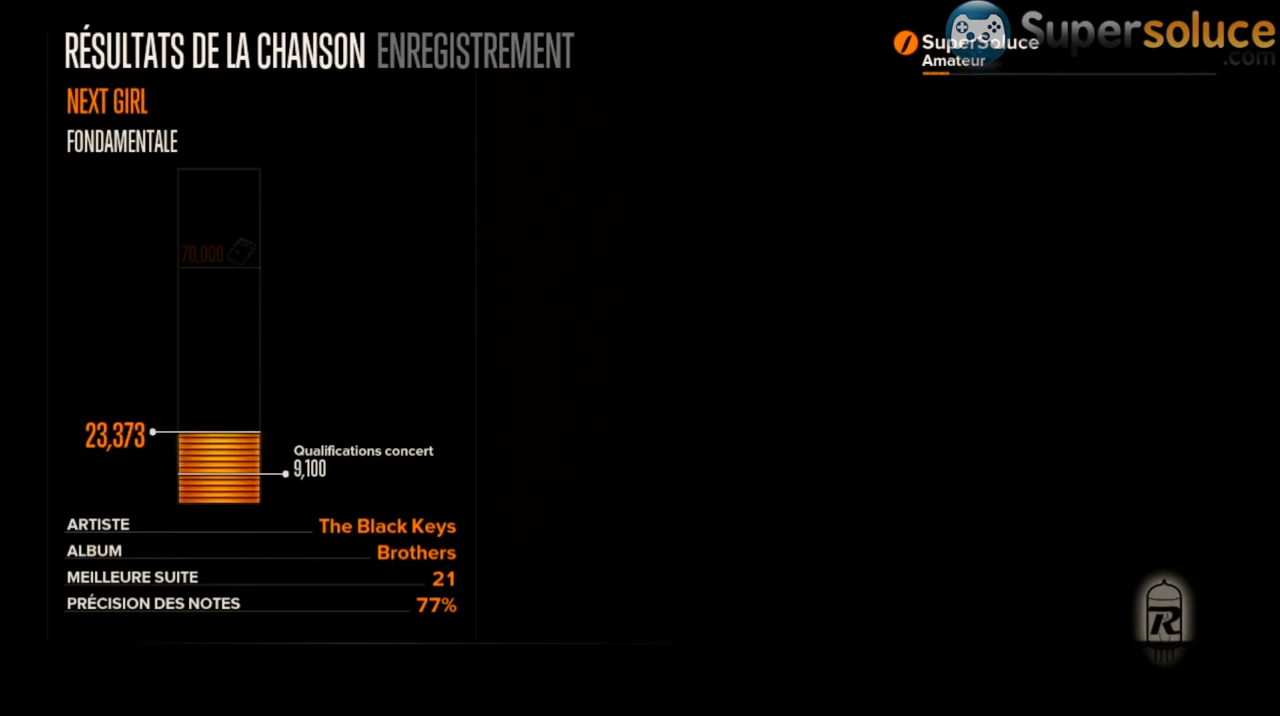 RÉSULTATS DE LA CHANSON ENREGISTREMENT
Supersoluce
.com
SuperSoluce
Amateur
NEXT GIRL
FONDAMENTALE
70,000
23,373
Qualifications concert
9,100
ARTISTE The Black Keys
ALBUM Brothers
MEILLEURE SUITE 21
PRÉCISION DES NOTES 77%
R